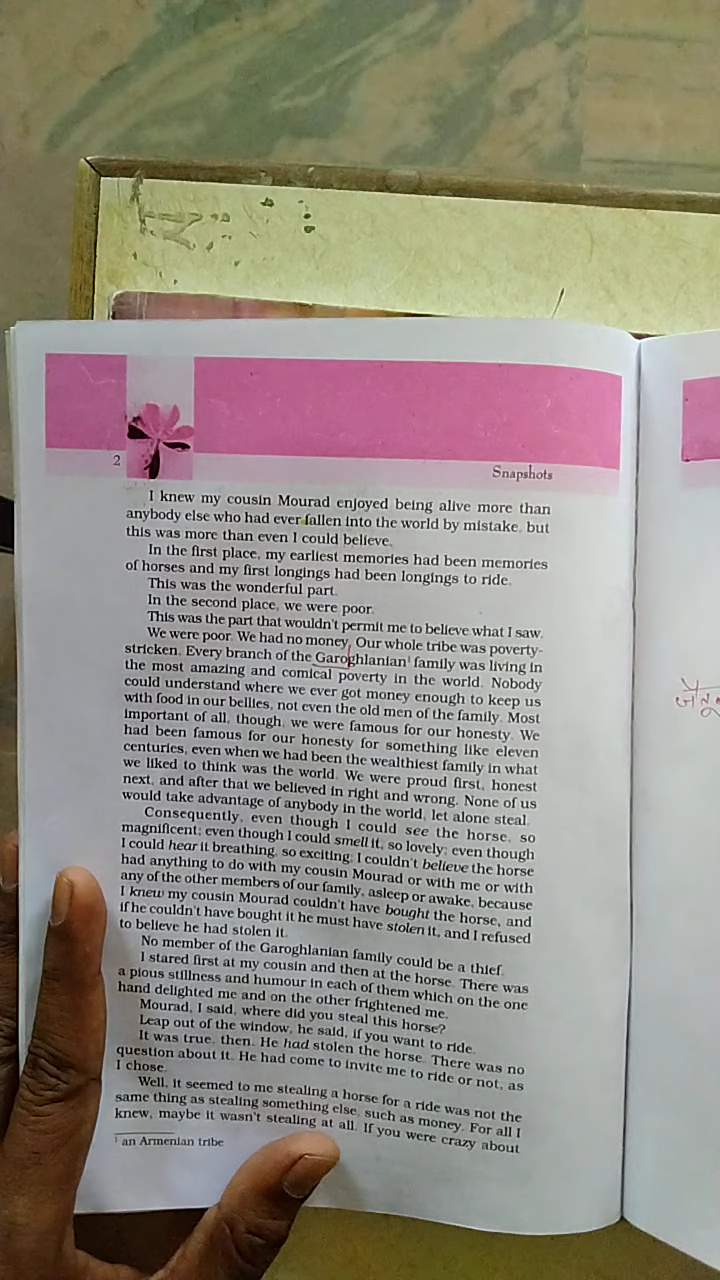 2
Snapshots
I knew my cousin Mourad enjoyed being alive more than
anybody else who had ever fallen into the world by mistake, but
this was more than even I could believe.
In the first place, my earliest memories had been memories
of horses and my first longings had been longings to ride.
This was the wonderful part.
In the second place, we were poor.
This was the part that wouldn't permit me to believe what I saw.
We were poor. We had no money. Our whole tribe was poverty-
stricken. Every branch of the Garoghlanian¹ family was living in
the most amazing and comical poverty in the world. Nobody
could understand where we ever got money enough to keep us
with food in our bellies, not even the old men of the family. Most
important of all, though, we were famous for our honesty. We
had been famous for our honesty for something like eleven
centuries, even when we had been the wealthiest family in what
we liked to think was the world. We were proud first, honest
next, and after that we believed in right and wrong. None of us
would take advantage of anybody in the world, let alone steal.
Consequently, even though I could see the horse, so
magnificent; even though I could smell it, so lovely; even though
I could hear it breathing, so exciting; I couldn't believe the horse
had anything to do with my cousin Mourad or with me or with
any of the other members of our family, asleep or awake, because
I knew my cousin Mourad couldn't have bought the horse, and
if he couldn't have bought it he must have stolen it, and I refused
to believe he had stolen it.
No member of the Garoghlanian family could be a thief.
I stared first at my cousin and then at the horse. There was
a pious stillness and humour in each of them which on the one
hand delighted me and on the other frightened me.
Mourad, I said, where did you steal this horse?
Leap out of the window, he said, if you want to ride.
It was true, then. He had stolen the horse. There was no
question about it. He had come to invite me to ride or not, as
I chose.
Well, it seemed to me stealing a horse for a ride was not the
same thing as stealing something else, such as money. For all I
knew, maybe it wasn't stealing at all. If you were crazy about
¹ an Armenian tribe